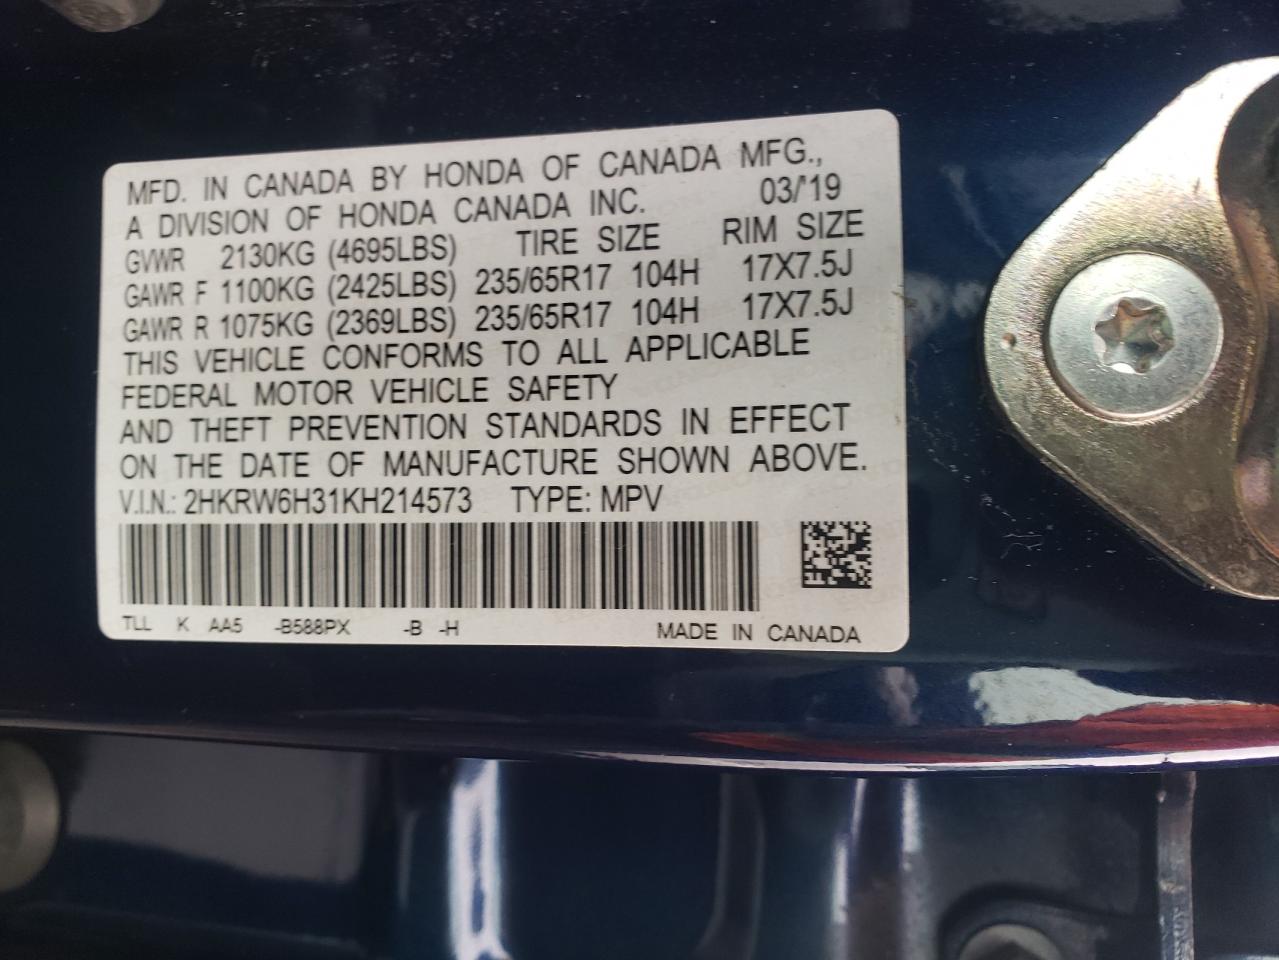 MFD. IN CANADA BY HONDA OF CANADA MFG.,
A DIVISION OF HONDA CANADA INC. 03/'19
GVWR 2130KG (4695LBS) TIRE SIZE RIM SIZE
GAWR F 1100KG (2425LBS) 235/65R17 104H 17X7.5J
GAWR R 1075KG (2369LBS) 235/65R17 104H 17X7.5J
THIS VEHICLE CONFORMS TO ALL APPLICABLE
FEDERAL MOTOR VEHICLE SAFETY
AND THEFT PREVENTION STANDARDS IN EFFECT
ON THE DATE OF MANUFACTURE SHOWN ABOVE.
V.I.N.: 2HKRW6H31KH214573 TYPE: MPV
TLL K AA5 -B588PX -B -H MADE IN CANADA